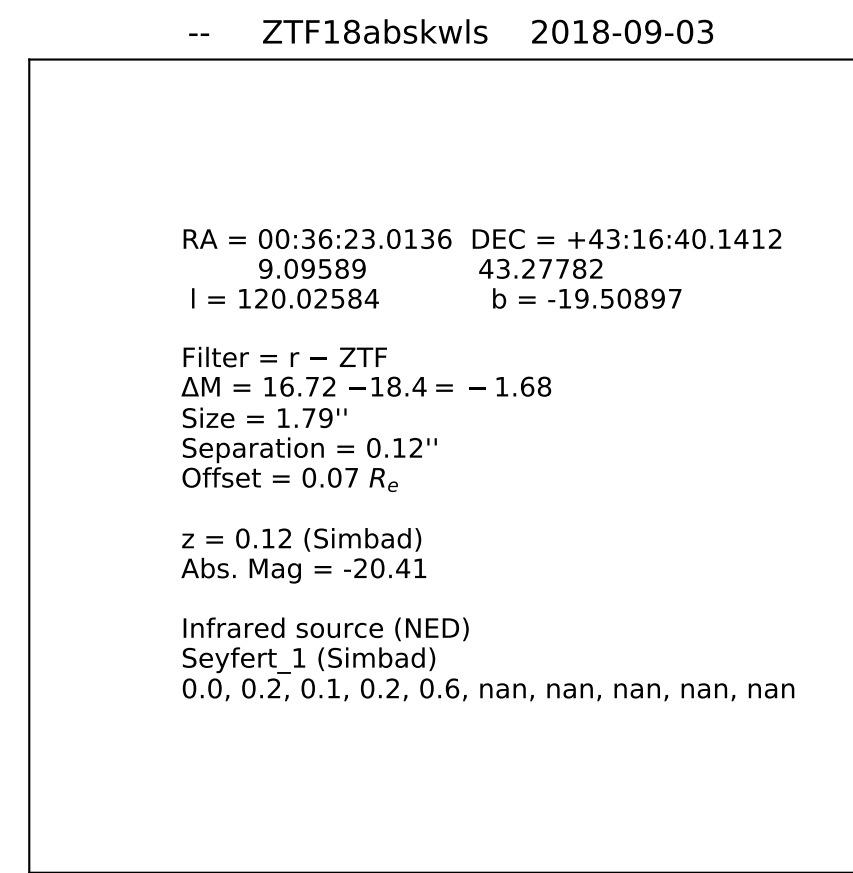 -- ZTF18abskwls 2018-09-03
RA = 00:36:23.0136 DEC = +43:16:40.1412
9.09589 43.27782
l = 120.02584 b = -19.50897
Filter = r − ZTF
ΔM = 16.72 −18.4 = − 1.68
Size = 1.79''
Separation = 0.12''
Offset = 0.07 Re
z = 0.12 (Simbad)
Abs. Mag = -20.41
Infrared source (NED)
Seyfert_1 (Simbad)
0.0, 0.2, 0.1, 0.2, 0.6, nan, nan, nan, nan, nan